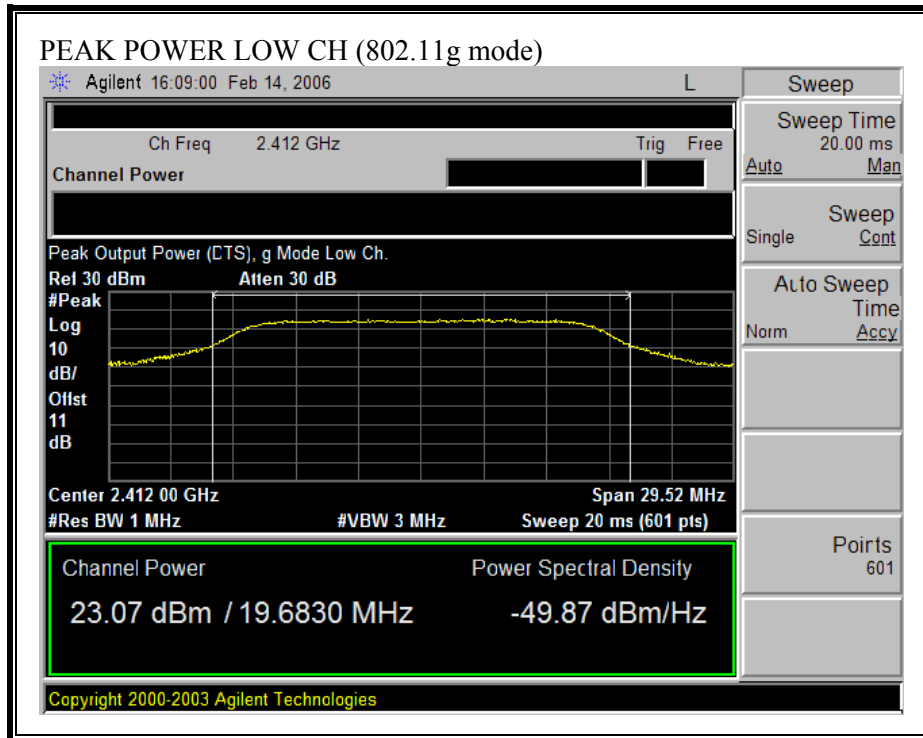 PEAK POWER LOW CH (802.11g mode)
Agilent 16:09:00 Feb 14, 2006 L
Sweep
Ch Freq 2.412 GHz Trig Free
Channel Power
Sweep Time
20.00 ms
Auto Man
Sweep
Single Cont
Auto Sweep
Time
Norm Accy
Points
601
Peak Output Power (DTS), g Mode Low Ch.
Ref 30 dBm Atten 30 dB
#Peak
Log
10
dB/
Offst
11
dB
Center 2.412 00 GHz Span 29.52 MHz
#Res BW 1 MHz #VBW 3 MHz Sweep 20 ms (601 pts)
Channel Power Power Spectral Density
23.07 dBm / 19.6830 MHz -49.87 dBm/Hz
Copyright 2000-2003 Agilent Technologies